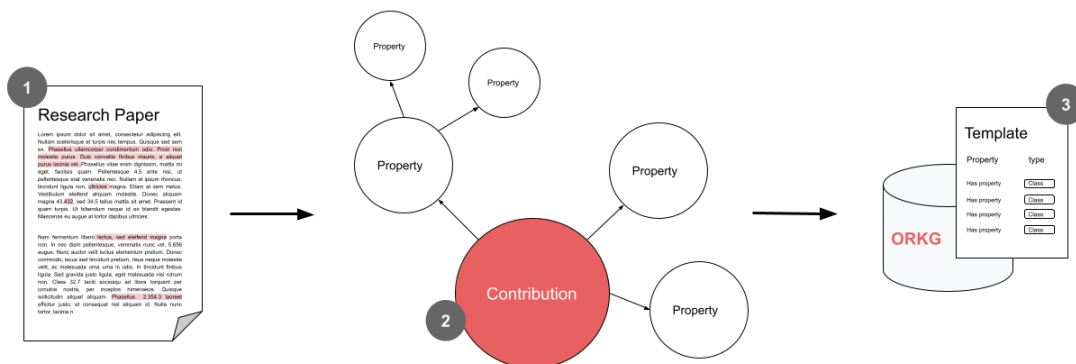 1
Research Paper
Lorem ipsum dolor sit amet, consectetur adipiscing elit.
Nullam scelerisque et turpis nec tempus. Quisque sed sem
ex. Phasellus ullamcorper condimentum odio. Proin non
molestie purus. Duis convallis finibus mauris, a aliquet
purus lacinia vel. Phasellus vitae enim dignissim, mattis mi
eget, facilisis quam. Pellentesque 4.5 ante nisi, ut
pellentesque erat venenatis nec. Nullam at ipsum rhoncus,
tincidunt ligula non, ultricies magna. Etiam at sem metus.
Vestibulum eleifend aliquam molestie. Donec aliquam
magna 43.432, sed 34.5 tellus mattis sit amet. Praesent id
quam turpis. Ut bibendum neque id ex blandit egestas.
Maecenas eu augue at tortor dapibus ultricies.
Nam fermentum libero lectus, sed eleifend magna porta
non. In nec diam pellentesque, venenatis nunc vel, 5.656
augue. Nunc auctor velit luctus elementum pretium. Donec
commodo, lacus sed tincidunt pretium, risus neque molestie
velit, ac malesuada urna urna in odio. In tincidunt finibus
ligula. Sed gravida justo ligula, eget malesuada nisi rutrum
non. Class 32.7 taciti sociosqu ad litora torquent per
conubia nostra, per inceptos himenaeos. Quisque
sollicitudin aliquet aliquam. Phasellus 2.354.3 laoreet
efficitur justo, at consequat nisl aliquam id. Nulla nunc
tortor, lacinia n
Property
Property
Property
Property
Contribution
Property
2
3
Template
Property type
Has property Class
Has property Class
Has property Class
Has property Class
ORKG